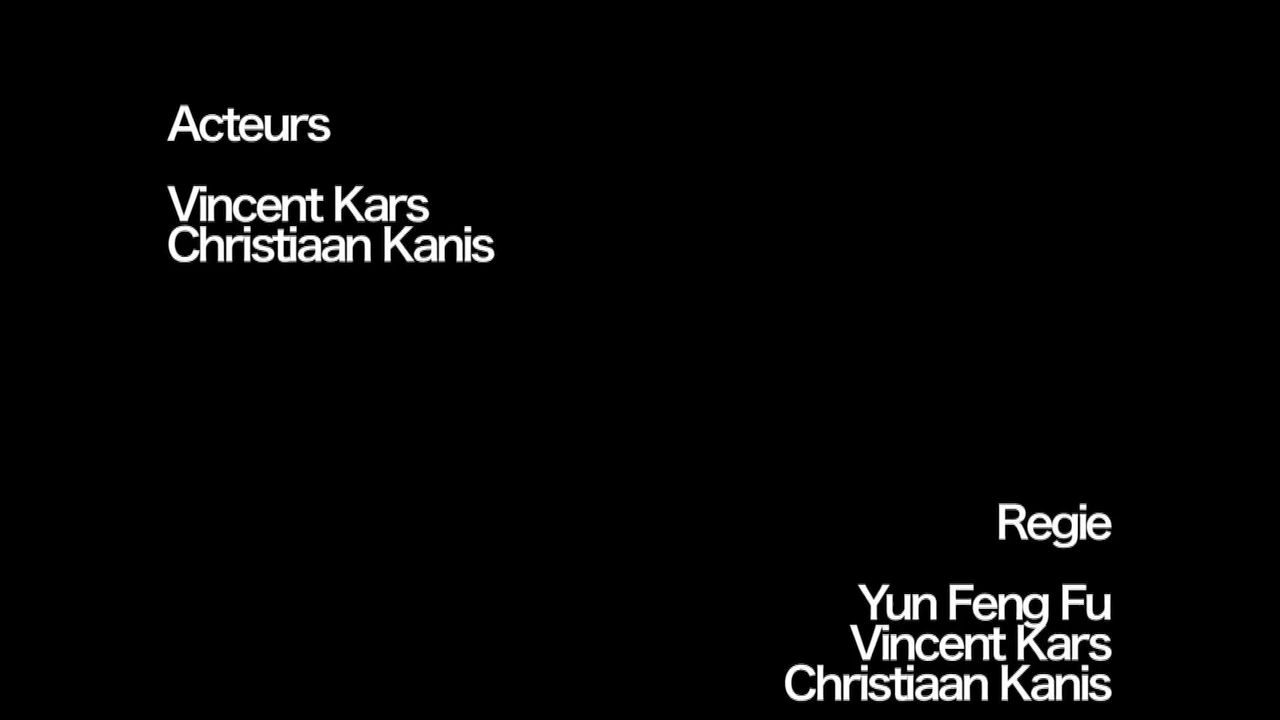 Acteurs
Vincent Kars
Christiaan Kanis
Regie
Yun Feng Fu
Vincent Kars
Christiaan Kanis